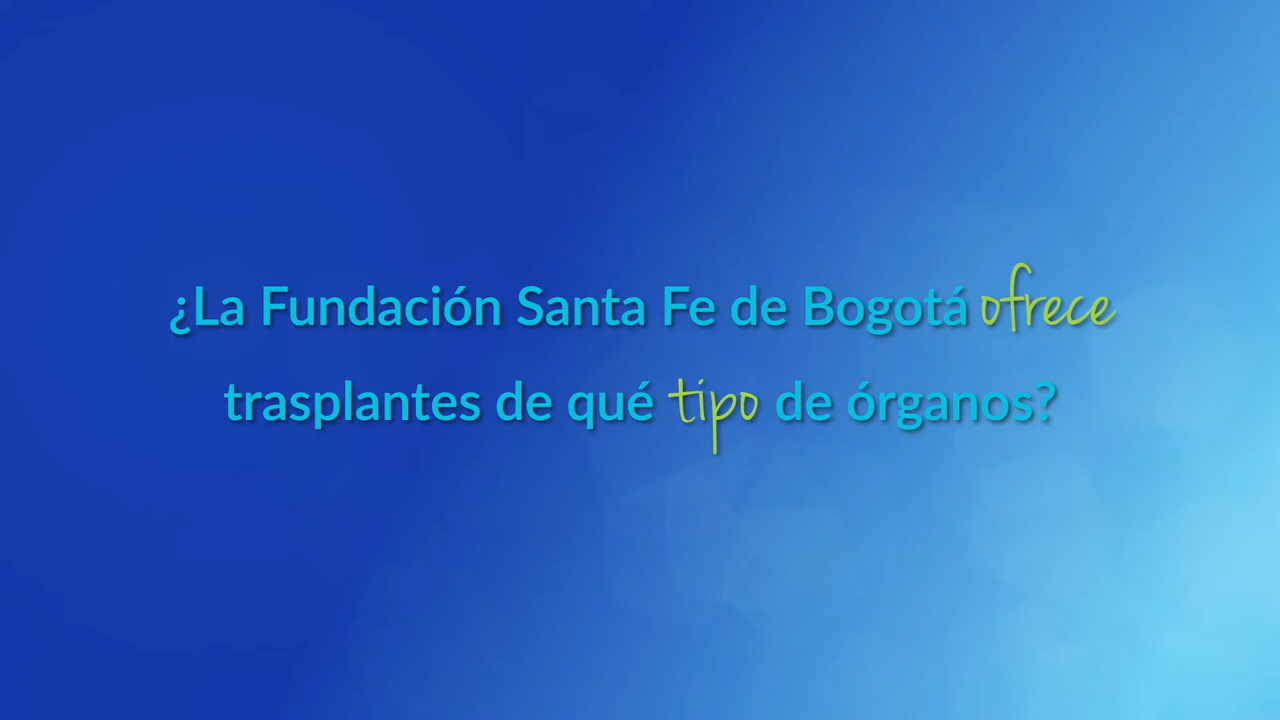 ¿La Fundación Santa Fe de Bogotá ofrece
trasplantes de qué tipo de órganos?